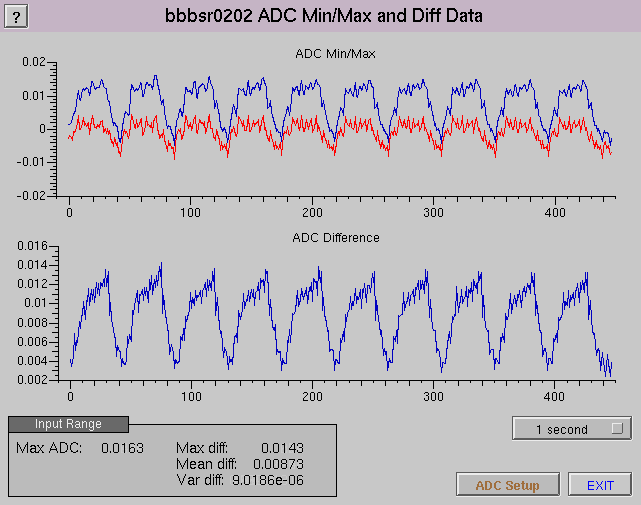 ? bbbsr0202 ADC Min/Max and Diff Data
ADC Min/Max
0.02
0.01
0
-0.01
-0.02
0 100 200 300 400
ADC Difference
0.016
0.014
0.012
0.01
0.008
0.006
0.004
0.002
0 100 200 300 400
Input Range
Max ADC: 0.0163 Max diff: 0.0143
Mean diff: 0.00873
Var diff: 9.0186e-06
1 second
ADC Setup EXIT